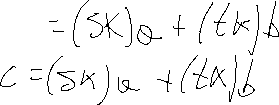 = (sk)a + (tk)b
c = (sk)a + (tk)b